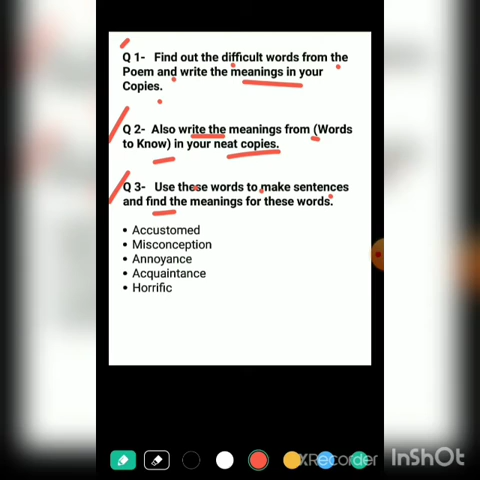 Q 1- Find out the difficult words from the
Poem and write the meanings in your
Copies.
Q 2- Also write the meanings from (Words
to Know) in your neat copies.
Q 3- Use these words to make sentences
and find the meanings for these words.
• Accustomed
• Misconception
• Annoyance
• Acquaintance
• Horrific
XRecorder
InShOt